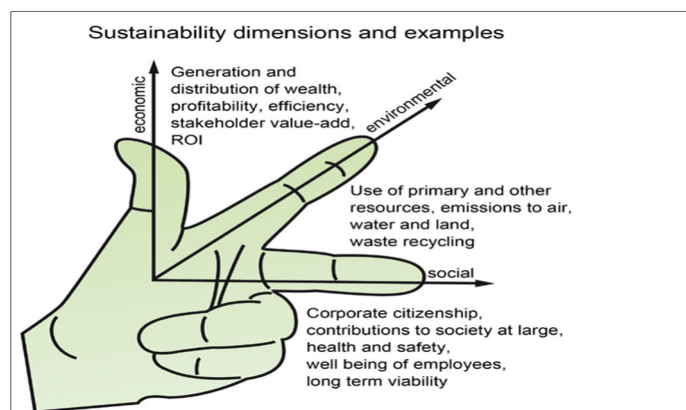 Sustainability dimensions and examples
economic
Generation and
distribution of wealth,
profitability, efficiency,
stakeholder value-add,
ROI
environmental
Use of primary and other
resources, emissions to air,
water and land,
waste recycling
social
Corporate citizenship,
contributions to society at large,
health and safety,
well being of employees,
long term viability